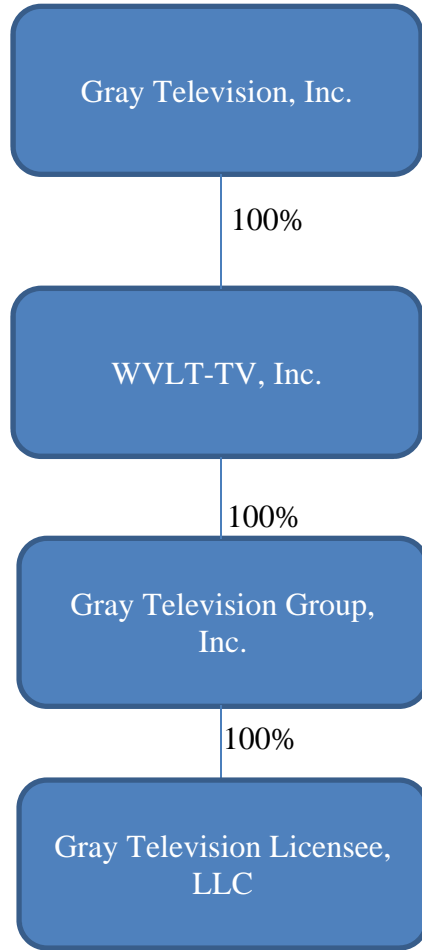 Gray Television, Inc.
100%
WVLT-TV, Inc.
100%
Gray Television Group,
Inc.
100%
Gray Television Licensee,
LLC